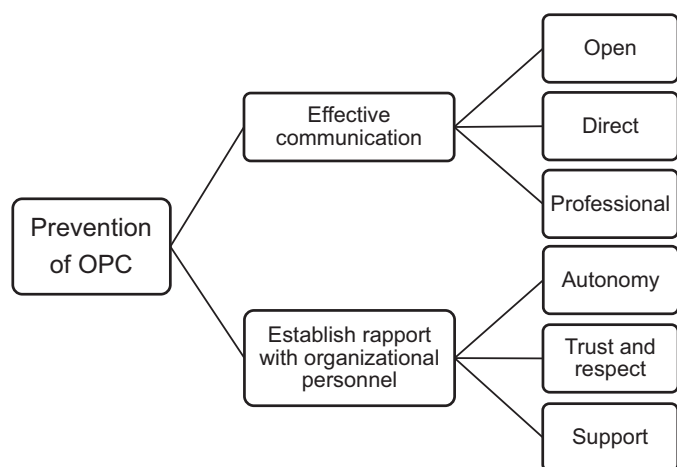 Prevention
of OPC
Effective
communication
Open
Direct
Professional
Establish rapport
with organizational
personnel
Autonomy
Trust and
respect
Support